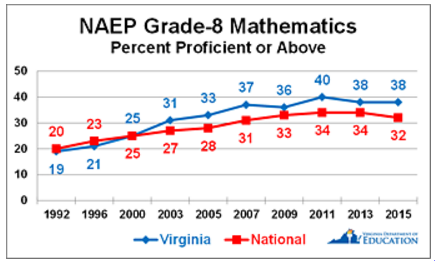 NAEP Grade-8 Mathematics
Percent Proficient or Above
50
40
30
20
10
0
20 23 25 31 33 37 36 40 38 38
19 21 25 27 28 31 33 34 34 32
1992 1996 2000 2003 2005 2007 2009 2011 2013 2015
Virginia National
VIRGINIA DEPARTMENT OF
EDUCATION